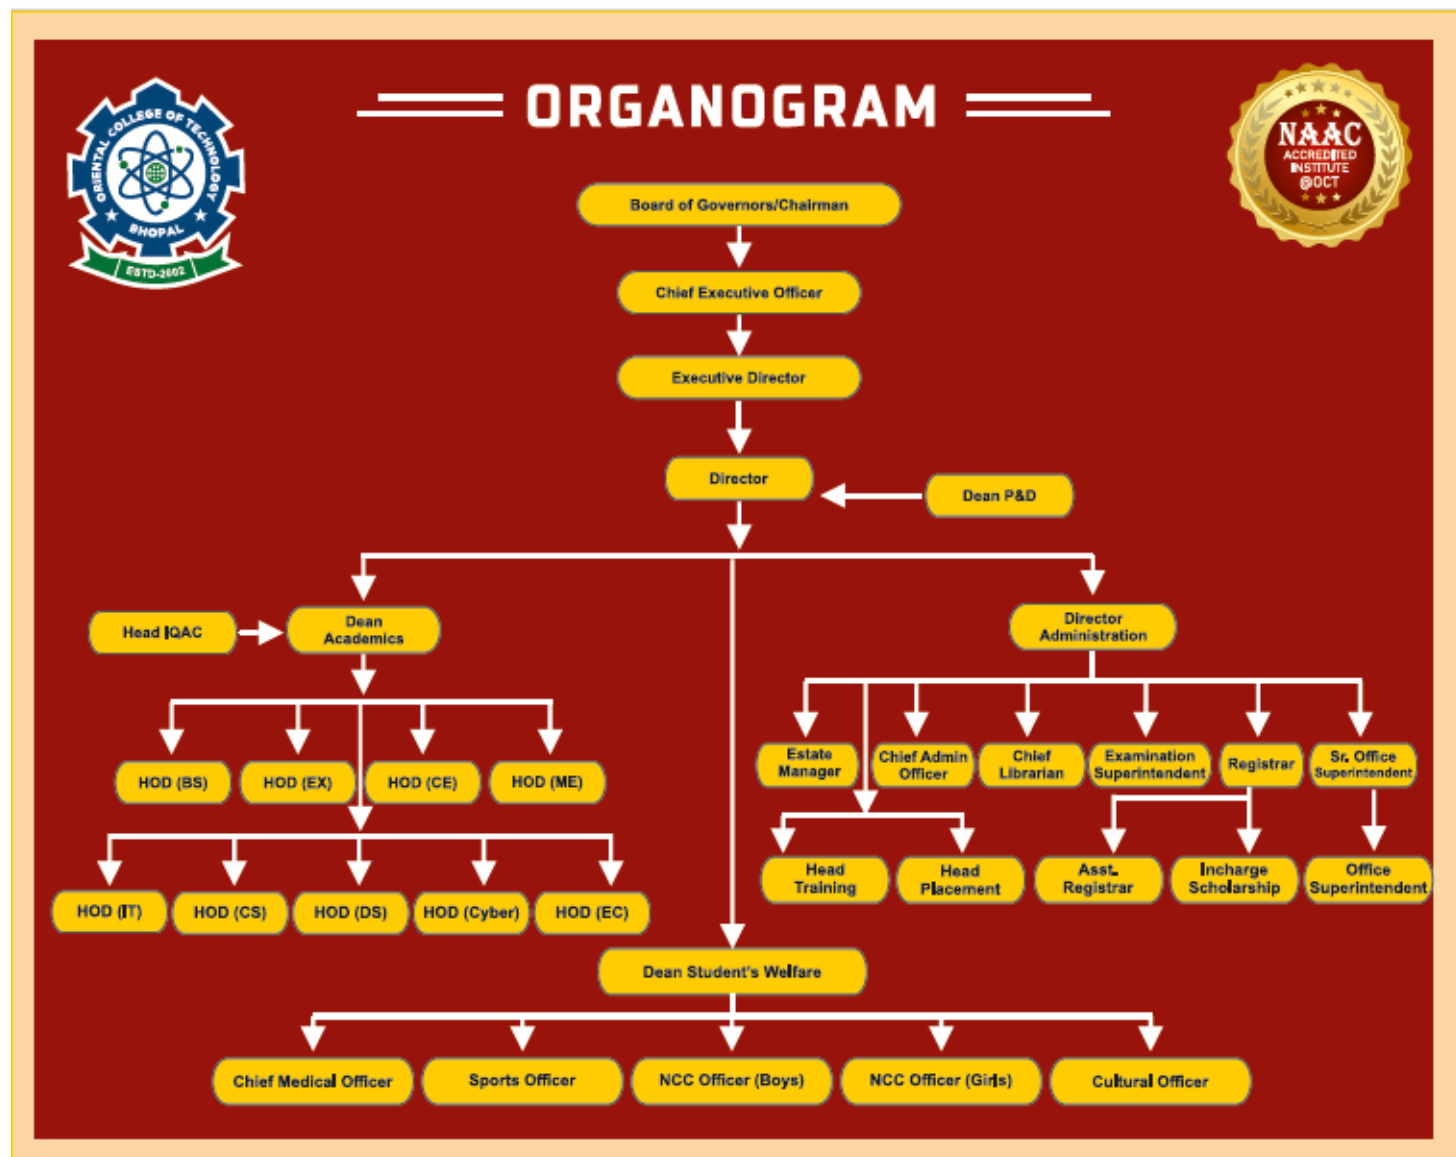 ORGANOGRAM
ORIENTAL COLLEGE OF TECHNOLOGY
BHOPAL
ESTD-2002
NAAC
ACCREDITED
INSTITUTE
@OCT
Board of Governors/Chairman
Chief Executive Officer
Executive Director
Director
Dean P&D
Head IQAC
Dean
Academics
Director
Administration
HOD (BS)
HOD (EX)
HOD (CE)
HOD (ME)
HOD (IT)
HOD (CS)
HOD (DS)
HOD (Cyber)
HOD (EC)
Estate
Manager
Chief Admin
Officer
Chief
Librarian
Examination
Superintendent
Registrar
Sr. Office
Superintendent
Head
Training
Head
Placement
Asst.
Registrar
Incharge
Scholarship
Office
Superintendent
Dean Student's Welfare
Chief Medical Officer
Sports Officer
NCC Officer (Boys)
NCC Officer (Girls)
Cultural Officer